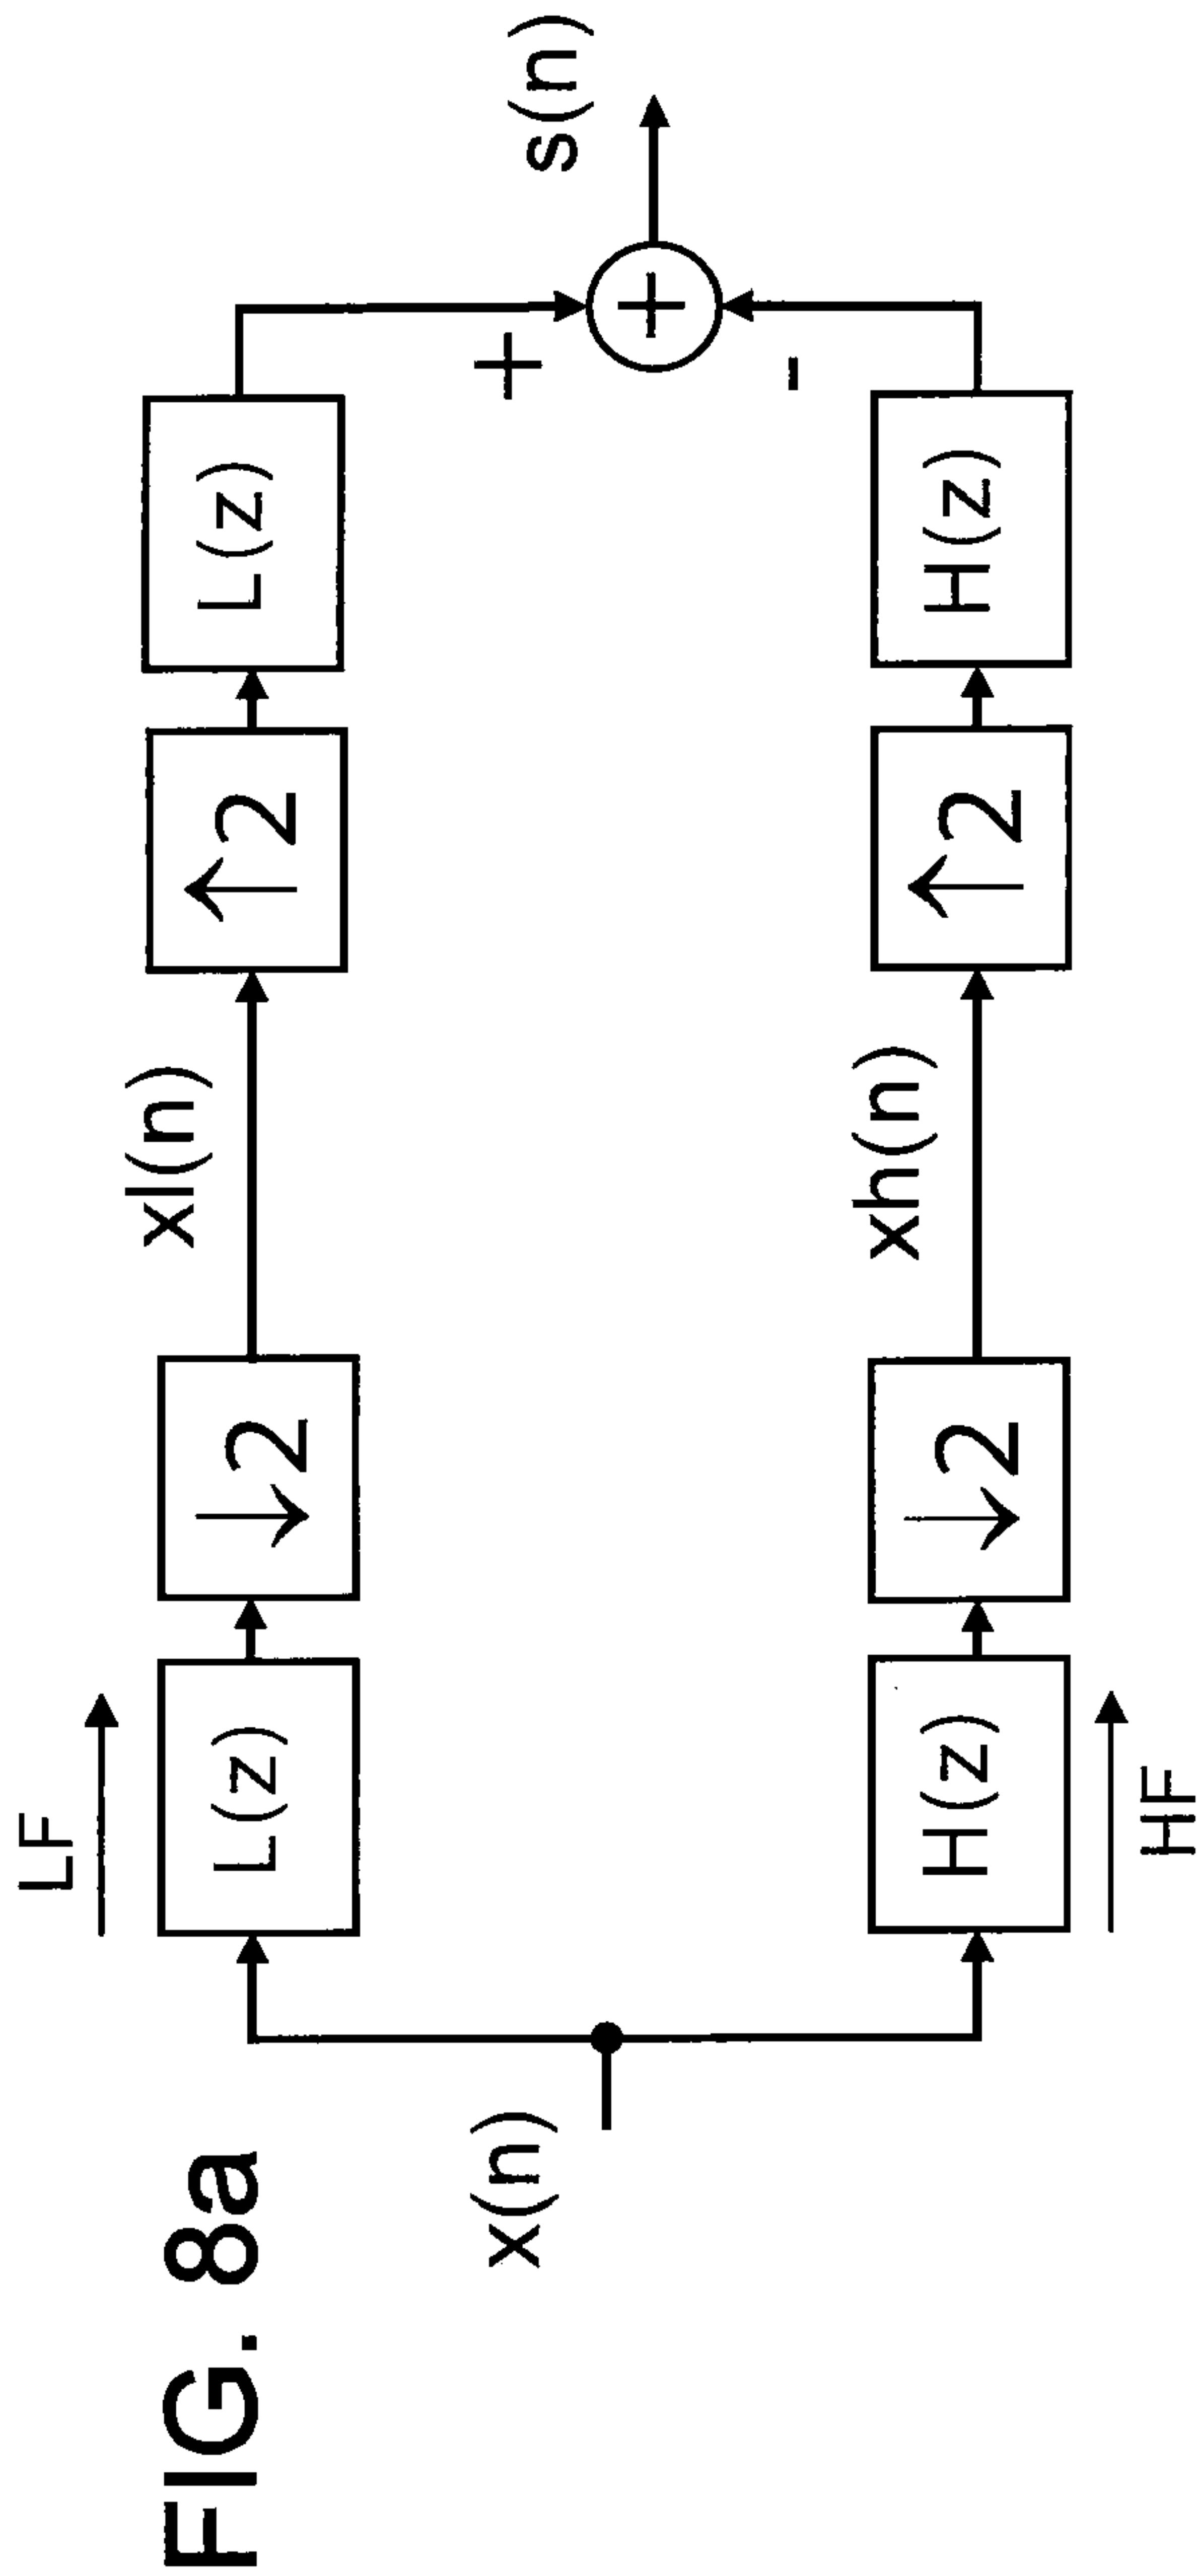 FIG. 8a
x(n)
LF
L(z)
↓2
xl(n)
↑2
L(z)
+
+
s(n)
-
HF
H(z)
↓2
xh(n)
↑2
H(z)